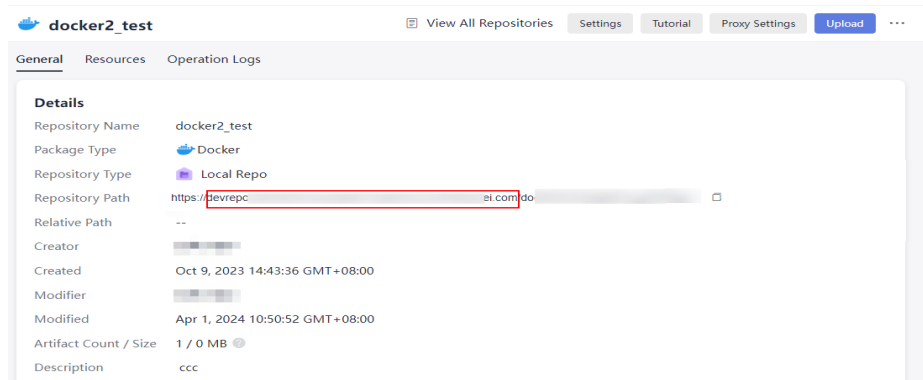 docker2_test View All Repositories Settings Tutorial Proxy Settings Upload ...
General Resources Operation Logs
Details
Repository Name docker2_test
Package Type Docker
Repository Type Local Repo
Repository Path https://devrepo ei.com/do
Relative Path --
Creator
Created Oct 9, 2023 14:43:36 GMT+08:00
Modifier
Modified Apr 1, 2024 10:50:52 GMT+08:00
Artifact Count / Size 1 / 0 MB ?
Description ccc